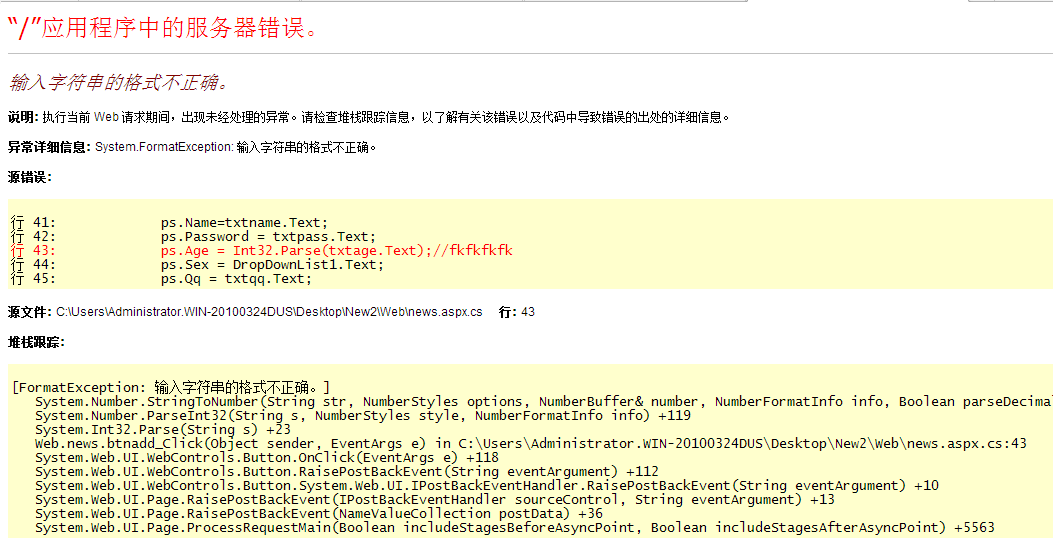 “/”应用程序中的服务器错误。
输入字符串的格式不正确。
说明: 执行当前 Web 请求期间，出现未经处理的异常。请检查堆栈跟踪信息，以了解有关该错误以及代码中导致错误的出处的详细信息。
异常详细信息: System.FormatException: 输入字符串的格式不正确。
源错误:
行 41: ps.Name=txtname.Text;
行 42: ps.Password = txtpass.Text;
行 43: ps.Age = Int32.Parse(txtage.Text);//fkfkfkfk
行 44: ps.Sex = DropDownList1.Text;
行 45: ps.Qq = txtqq.Text;
源文件: C:\Users\Administrator.WIN-20100324DUS\Desktop\New2\Web\news.aspx.cs 行: 43
堆栈跟踪:
[FormatException: 输入字符串的格式不正确。]
System.Number.StringToNumber(String str, NumberStyles options, NumberBuffer& number, NumberFormatInfo info, Boolean parseDecimal
System.Number.ParseInt32(String s, NumberStyles style, NumberFormatInfo info) +119
System.Int32.Parse(String s) +23
Web.news.btnadd_Click(Object sender, EventArgs e) in C:\Users\Administrator.WIN-20100324DUS\Desktop\New2\Web\news.aspx.cs:43
System.Web.UI.WebControls.Button.OnClick(EventArgs e) +118
System.Web.UI.WebControls.Button.RaisePostBackEvent(String eventArgument) +112
System.Web.UI.WebControls.Button.System.Web.UI.IPostBackEventHandler.RaisePostBackEvent(String eventArgument) +10
System.Web.UI.Page.RaisePostBackEvent(IPostBackEventHandler sourceControl, String eventArgument) +13
System.Web.UI.Page.RaisePostBackEvent(NameValueCollection postData) +36
System.Web.UI.Page.ProcessRequestMain(Boolean includeStagesBeforeAsyncPoint, Boolean includeStagesAfterAsyncPoint) +5563